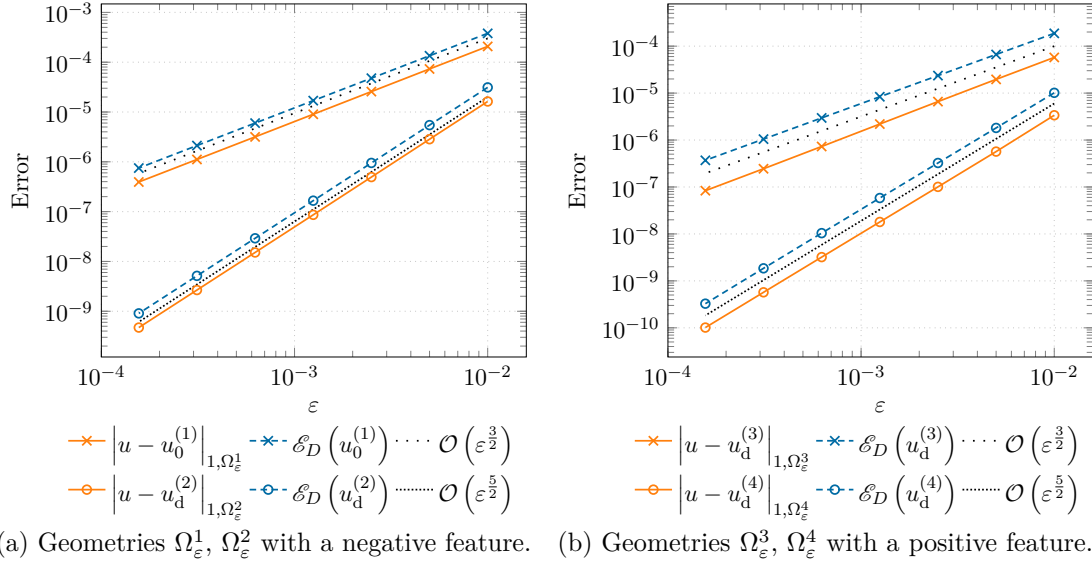 10^{-3}
10^{-4}
10^{-5}
10^{-6}
10^{-7}
10^{-8}
10^{-9}
Error
10^{-4} 10^{-3} 10^{-2}
ε
|u − u_0^{(1)}|_{1,Ω_ε^1} ℰ_D (u_0^{(1)}) 𝒪 (ε^{3/2})
|u − u_d^{(2)}|_{1,Ω_ε^2} ℰ_D (u_d^{(2)}) 𝒪 (ε^{5/2})
(a) Geometries Ω_ε^1, Ω_ε^2 with a negative feature.
10^{-4}
10^{-5}
10^{-6}
10^{-7}
10^{-8}
10^{-9}
10^{-10}
Error
10^{-4} 10^{-3} 10^{-2}
ε
|u − u_d^{(3)}|_{1,Ω_ε^3} ℰ_D (u_d^{(3)}) 𝒪 (ε^{3/2})
|u − u_d^{(4)}|_{1,Ω_ε^4} ℰ_D (u_d^{(4)}) 𝒪 (ε^{5/2})
(b) Geometries Ω_ε^3, Ω_ε^4 with a positive feature.